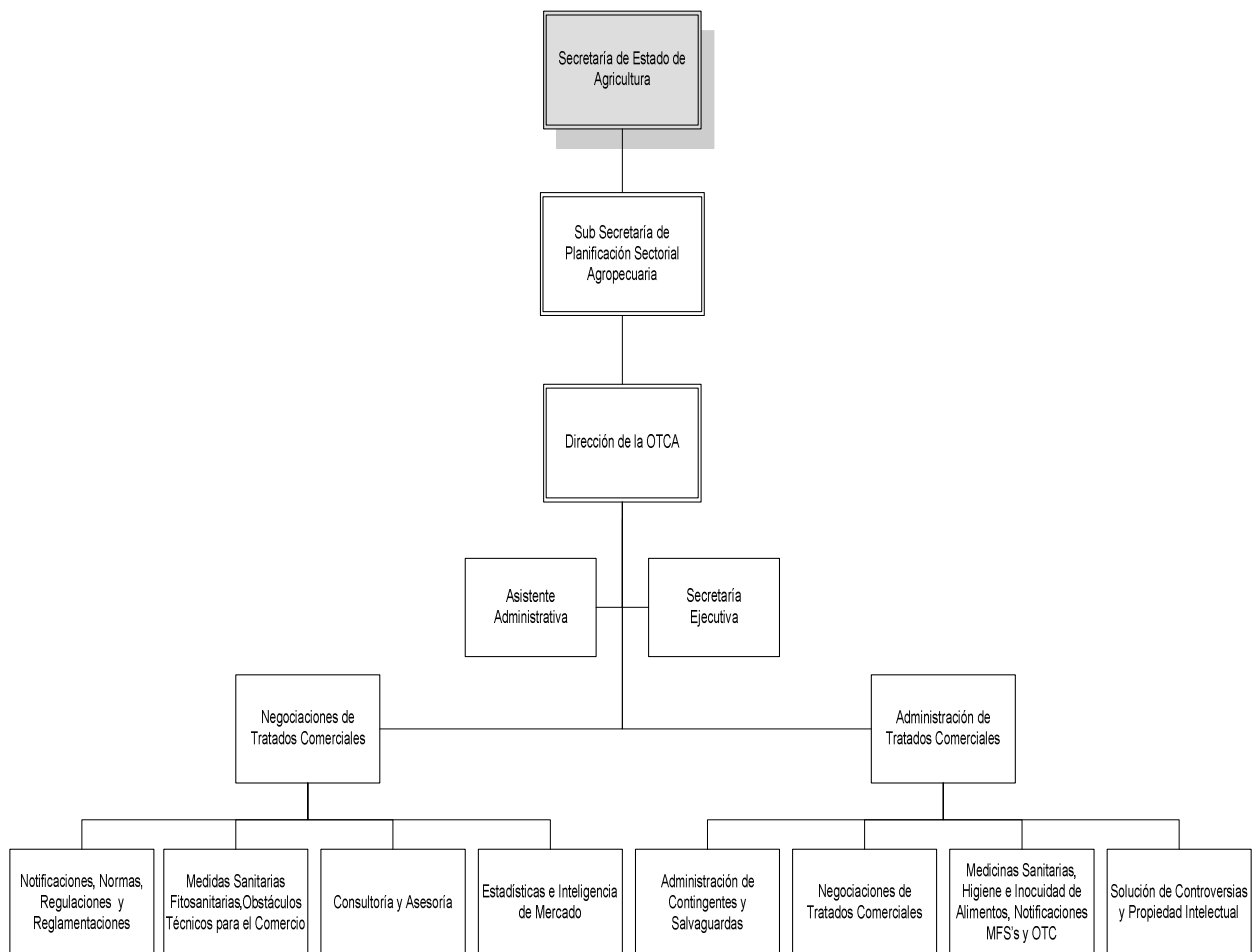 Secretaría de Estado de
Agricultura
Sub Secretaría de
Planificación Sectorial
Agropecuaria
Dirección de la OTCA
Asistente
Administrativa
Secretaría
Ejecutiva
Negociaciones de
Tratados Comerciales
Administración de
Tratados Comerciales
Notificaciones, Normas,
Regulaciones y
Reglamentaciones
Medidas Sanitarias
Fitosanitarias,Obstáculos
Técnicos para el Comercio
Consultoría y Asesoría
Estadísticas e Inteligencia
de Mercado
Administración de
Contingentes y
Salvaguardas
Negociaciones de
Tratados Comerciales
Medicinas Sanitarias,
Higiene e Inocuidad de
Alimentos, Notificaciones
MFS's y OTC
Solución de Controversias
y Propiedad Intelectual